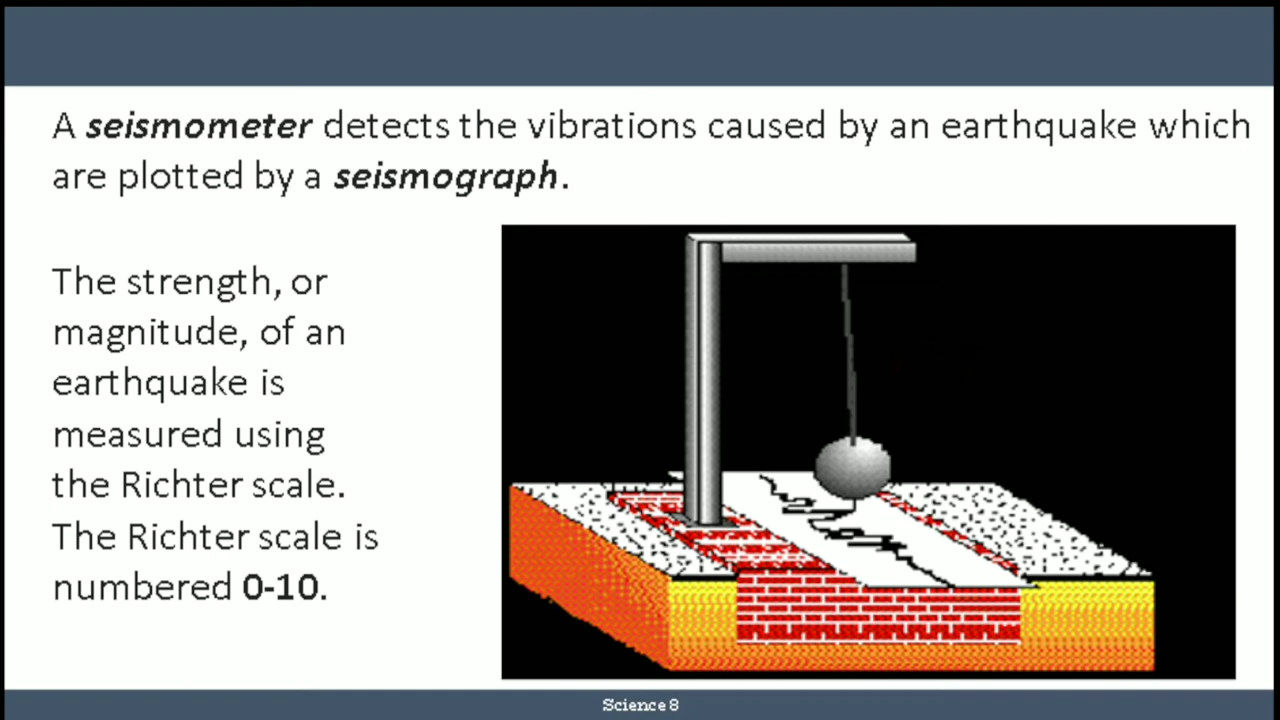 A seismometer detects the vibrations caused by an earthquake which
are plotted by a seismograph.
The strength, or
magnitude, of an
earthquake is
measured using
the Richter scale.
The Richter scale is
numbered 0-10.
Science 8